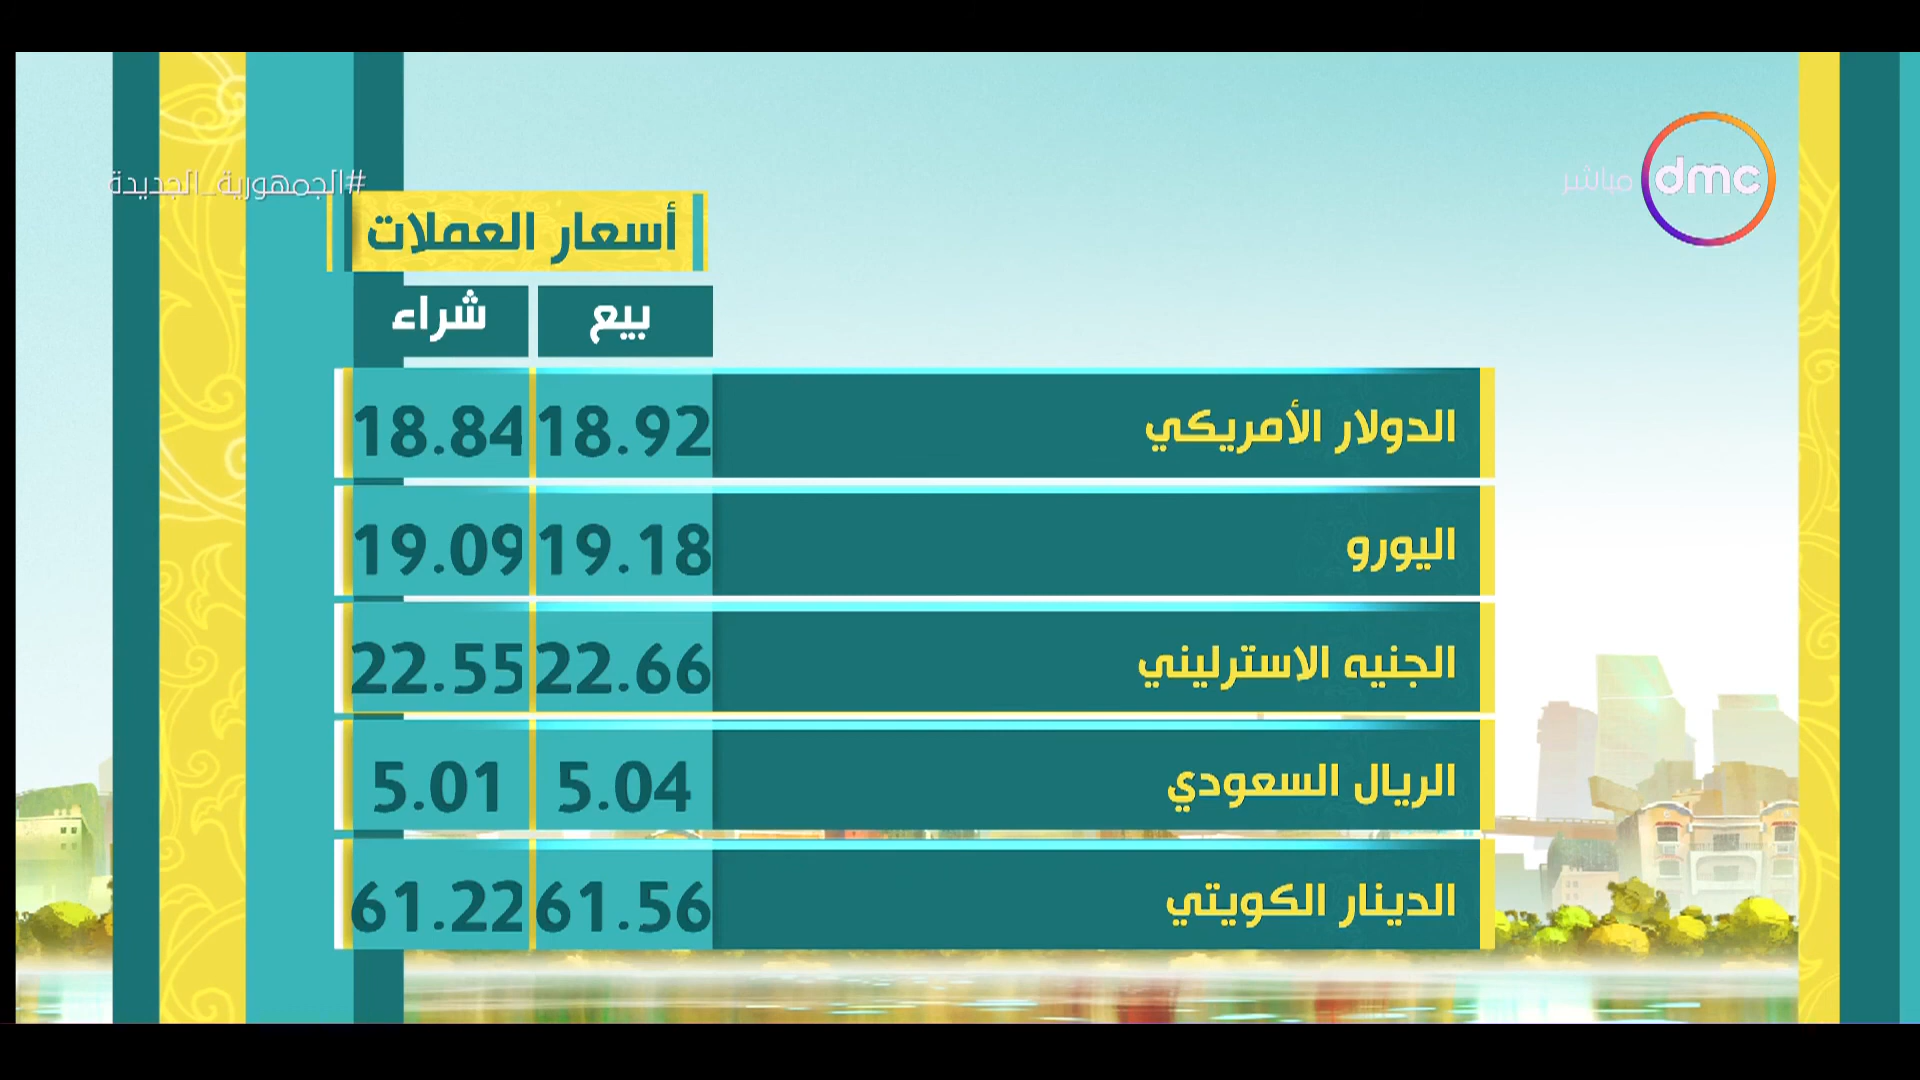 dmc مباشر
#الجمهورية_الجديدة
أسعار العملات
بيع شراء
الدولار الأمريكي 18.92 18.84
اليورو 19.18 19.09
الجنيه الاسترليني 22.66 22.55
الريال السعودي 5.04 5.01
الدينار الكويتي 61.56 61.22